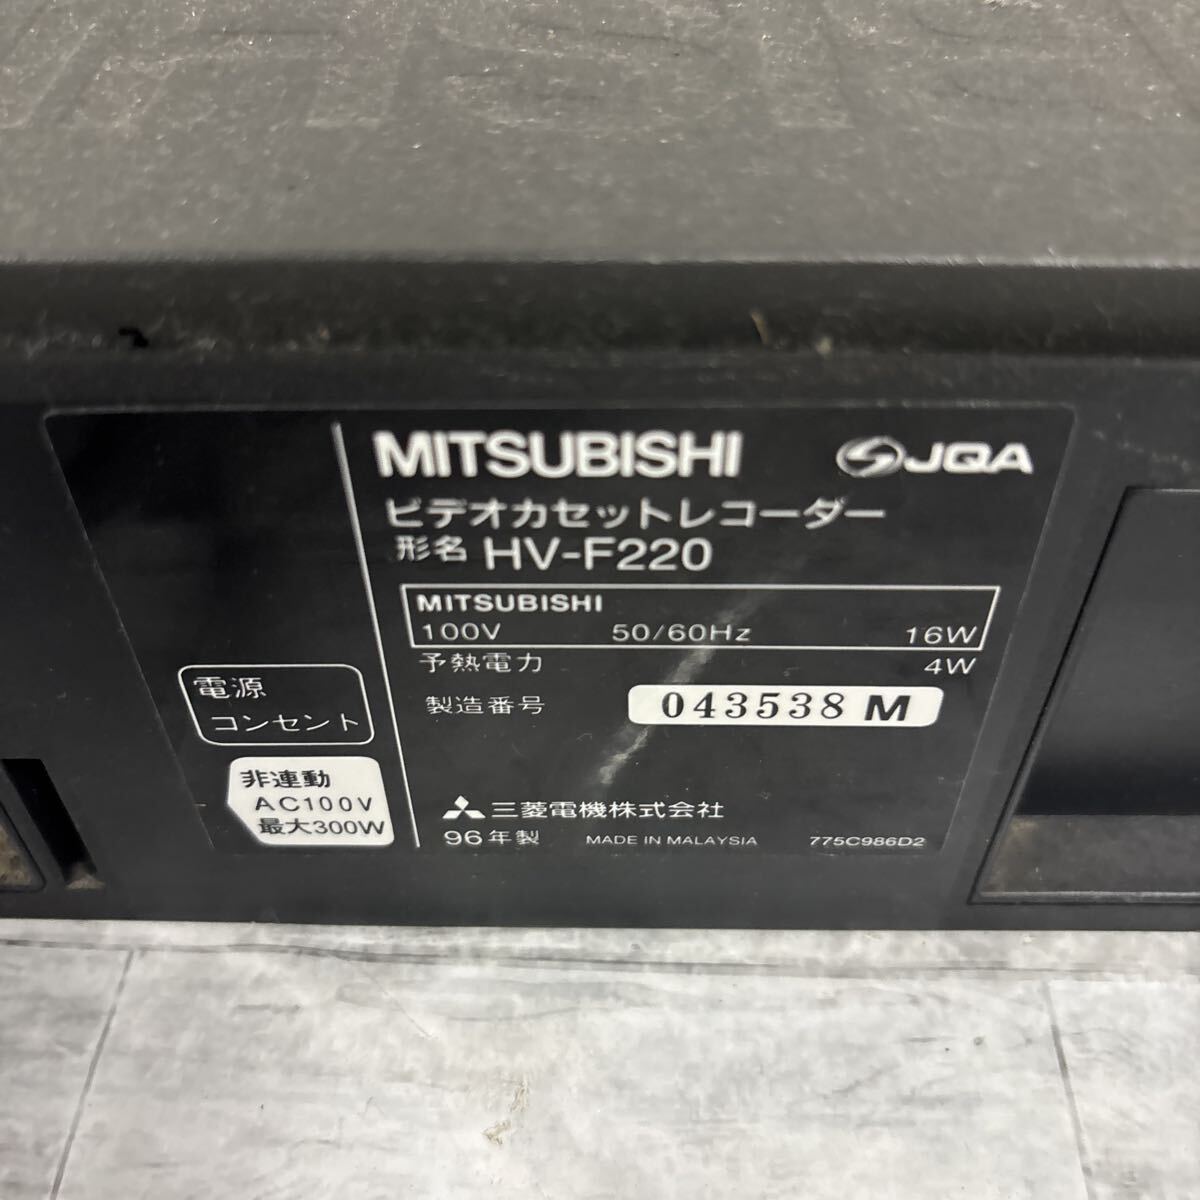 MITSUBISHI
JQA
ビデオカセットレコーダー
形名 HV-F220
MITSUBISHI
100V 50/60Hz 16W
予熱電力 4W
製造番号 043538 M
三菱電機株式会社
96年製 MADE IN MALAYSIA 775C986D2
電源
コンセント
非連動
AC100V
最大300W